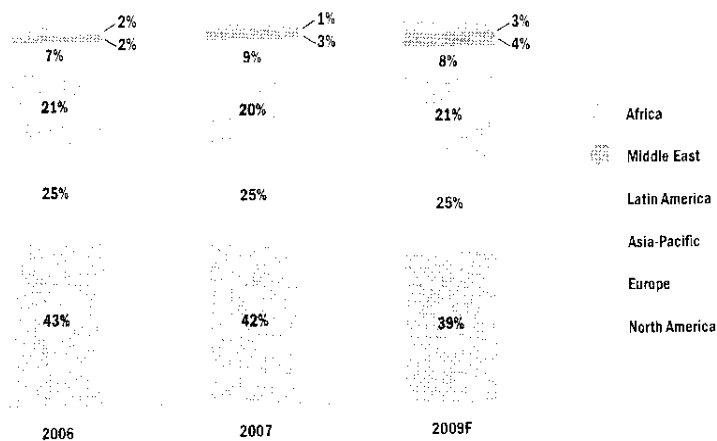 2%
2%
7%
21%
25%
43%
2006
1%
3%
9%
20%
25%
42%
2007
3%
4%
8%
21%
25%
39%
2009F
Africa
Middle East
Latin America
Asia-Pacific
Europe
North America